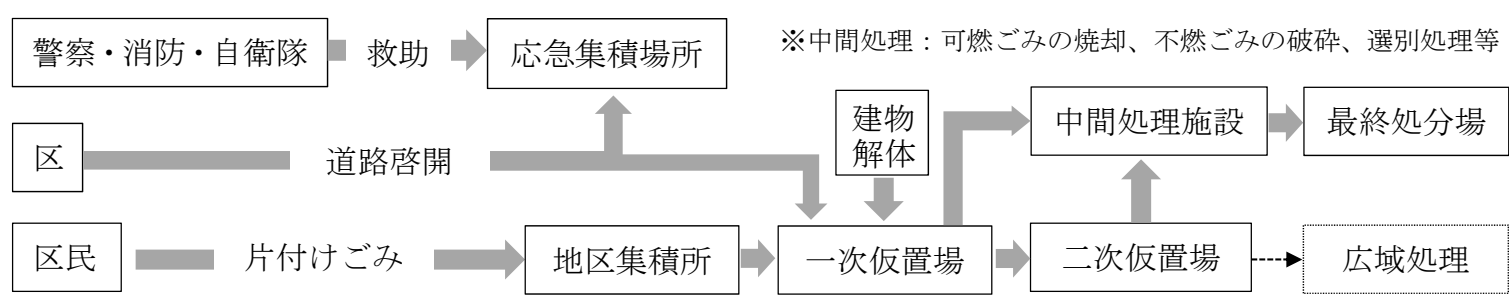 警察・消防・自衛隊
救助
応急集積場所
※中間処理：可燃ごみの焼却、不燃ごみの破砕、選別処理等
区
道路啓開
建物
解体
中間処理施設
最終処分場
区民
片付けごみ
地区集積所
一次仮置場
二次仮置場
広域処理